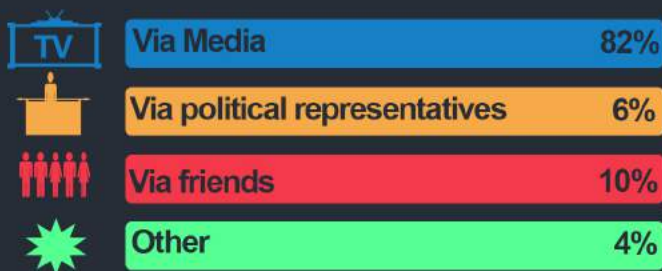 TV
Via Media 82%
Via political representatives 6%
Via friends 10%
Other 4%